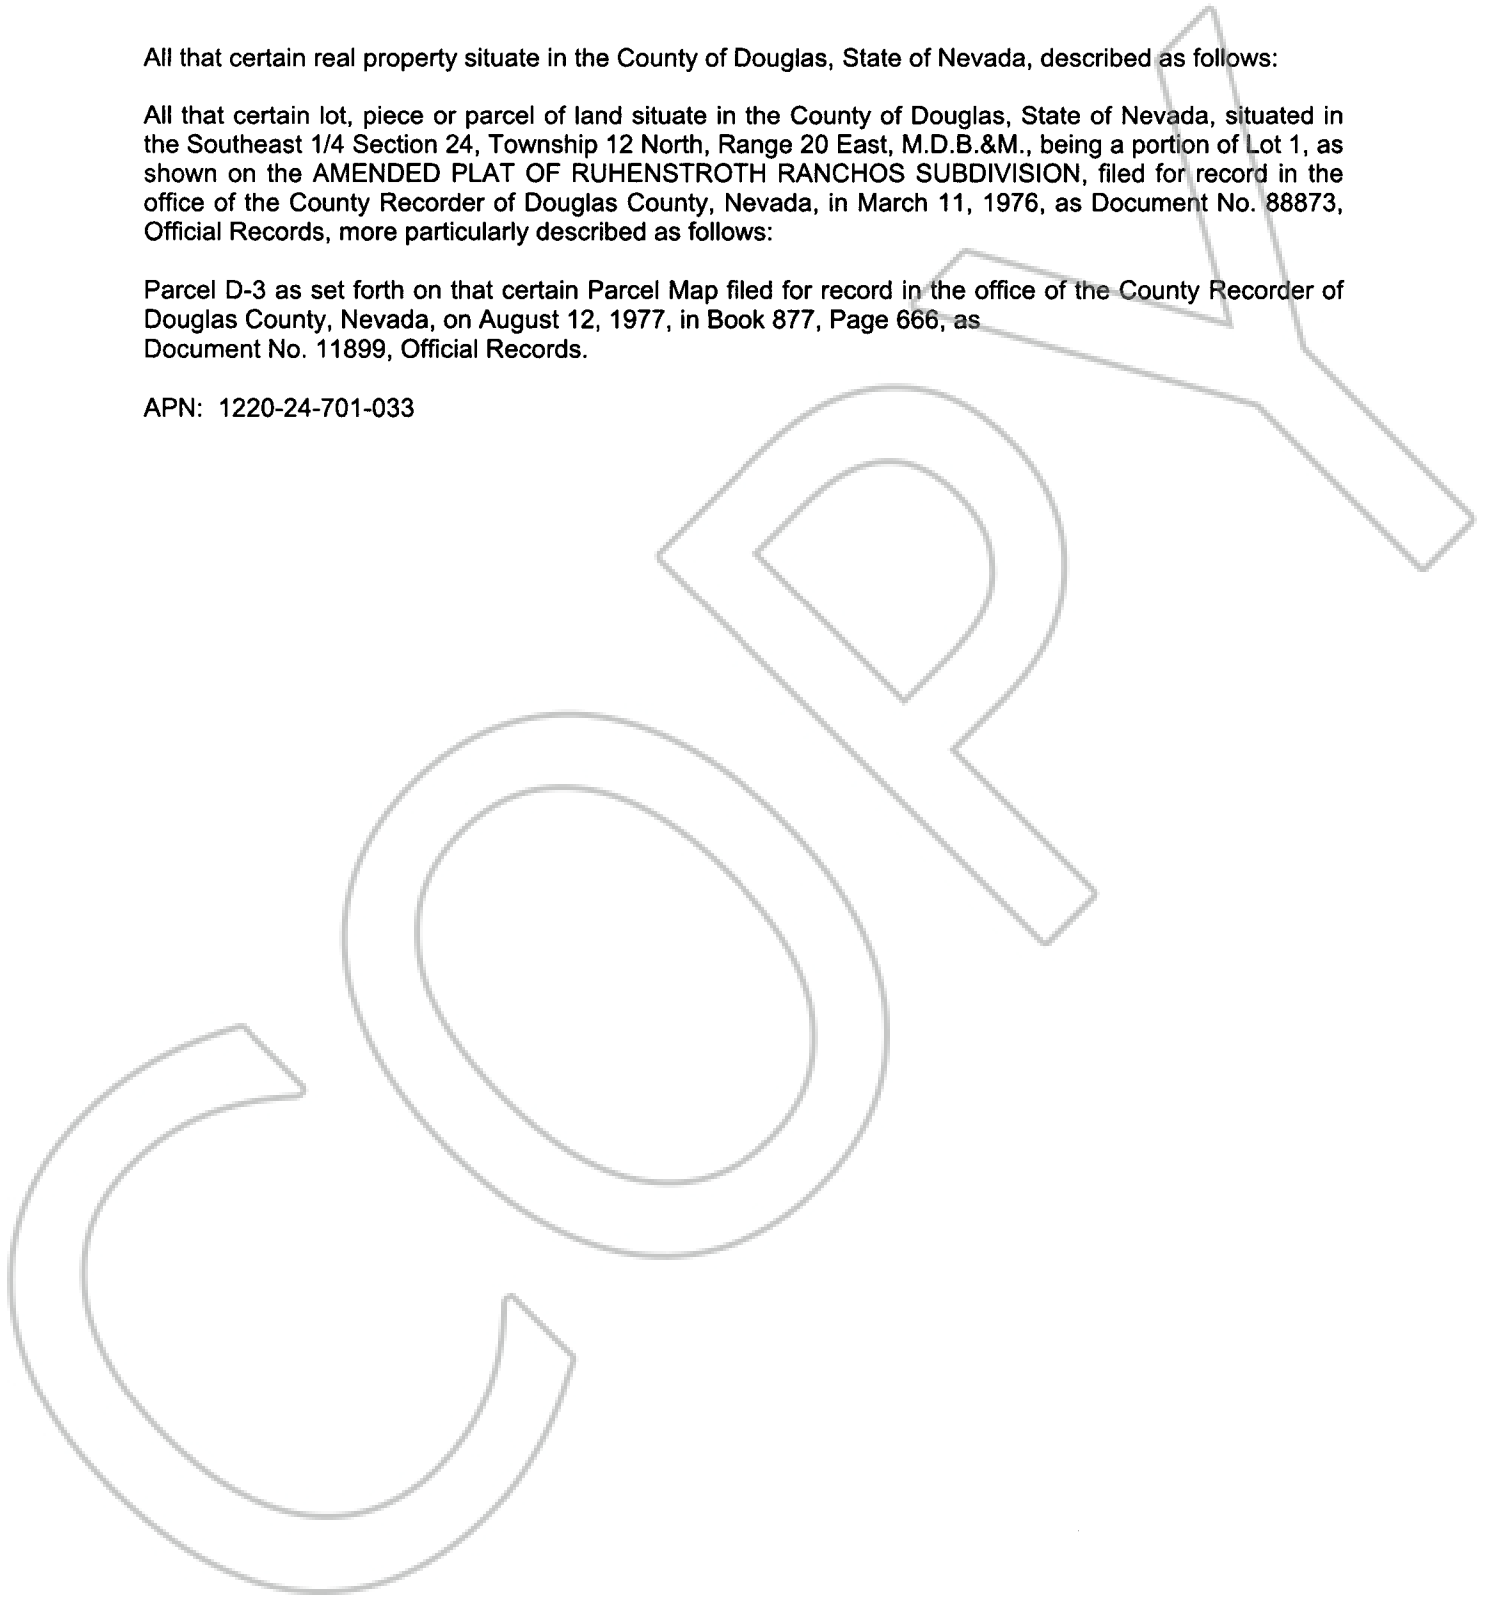 All that certain real property situate in the County of Douglas, State of Nevada, described as follows:
All that certain lot, piece or parcel of land situate in the County of Douglas, State of Nevada, situated in
the Southeast 1/4 Section 24, Township 12 North, Range 20 East, M.D.B.&M., being a portion of Lot 1, as
shown on the AMENDED PLAT OF RUHENSTROTH RANCHOS SUBDIVISION, filed for record in the
office of the County Recorder of Douglas County, Nevada, in March 11, 1976, as Document No. 88873,
Official Records, more particularly described as follows:
Parcel D-3 as set forth on that certain Parcel Map filed for record in the office of the County Recorder of
Douglas County, Nevada, on August 12, 1977, in Book 877, Page 666, as
Document No. 11899, Official Records.
APN: 1220-24-701-033
COPY